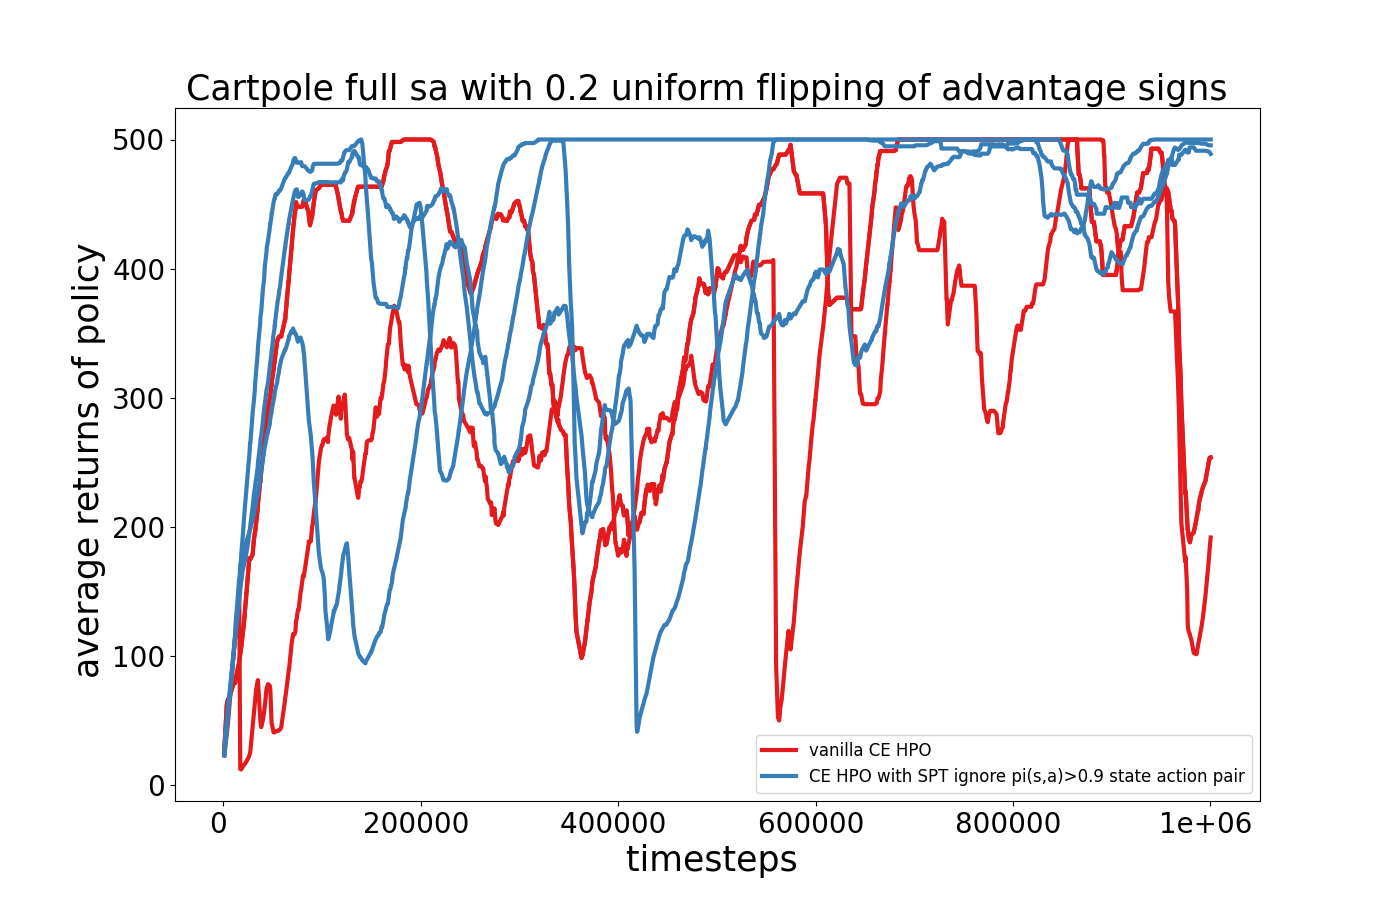 Cartpole full sa with 0.2 uniform flipping of advantage signs
average returns of policy
500
400
300
200
100
0
vanilla CE HPO
CE HPO with SPT ignore pi(s,a)>0.9 state action pair
0 200000 400000 600000 800000 1e+06
timesteps